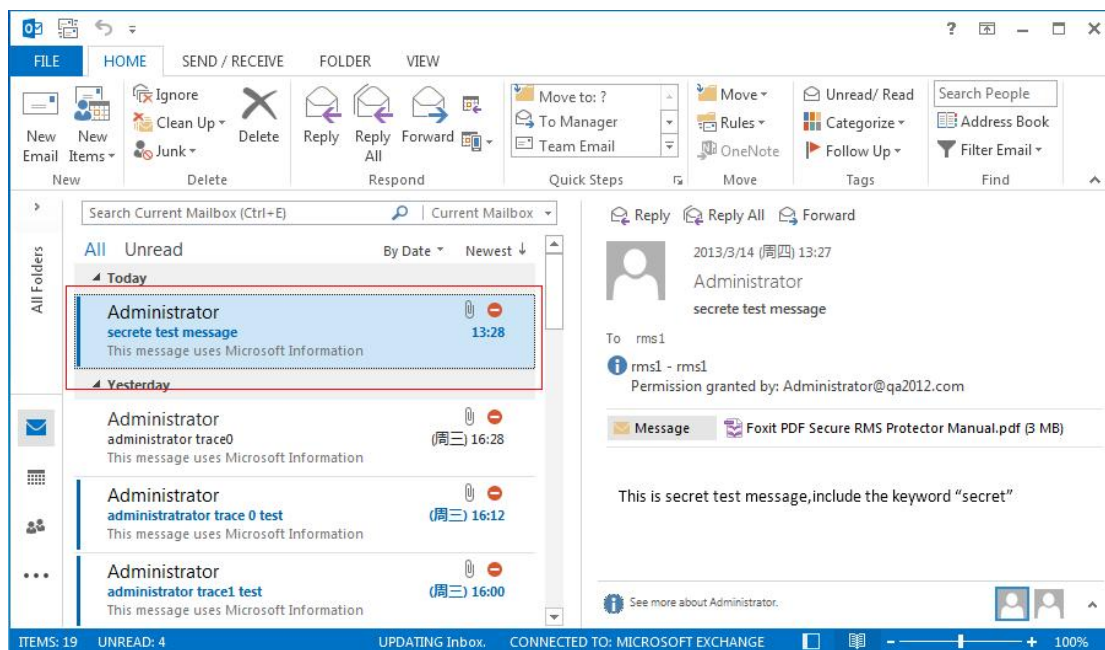 FILE HOME SEND / RECEIVE FOLDER VIEW
Ignore
Clean Up
Junk
New Email
New Items
Delete
Reply
Reply All
Forward
Move to: ?
To Manager
Team Email
Move
Rules
OneNote
Unread/ Read
Categorize
Follow Up
Search People
Address Book
Filter Email
New Delete Respond Quick Steps Move Tags Find
All Folders
Search Current Mailbox (Ctrl+E) Current Mailbox
All Unread By Date Newest ↓
Today
Administrator
secrete test message 13:28
This message uses Microsoft Information
Yesterday
Administrator
administrator trace0 (周三) 16:28
This message uses Microsoft Information
Administrator
administratrator trace 0 test (周三) 16:12
This message uses Microsoft Information
Administrator
administrator trace1 test (周三) 16:00
This message uses Microsoft Information
Reply Reply All Forward
2013/3/14 (周四) 13:27
Administrator
secrete test message
To rms1
rms1 - rms1
Permission granted by: Administrator@qa2012.com
Message Foxit PDF Secure RMS Protector Manual.pdf (3 MB)
This is secret test message,include the keyword “secret”
See more about Administrator.
ITEMS: 19 UNREAD: 4 UPDATING Inbox. CONNECTED TO: MICROSOFT EXCHANGE 100%